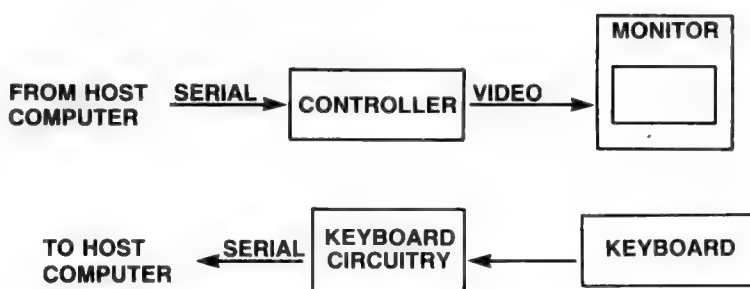 MONITOR
FROM HOST
COMPUTER
SERIAL
CONTROLLER
VIDEO
TO HOST
COMPUTER
SERIAL
KEYBOARD
CIRCUITRY
KEYBOARD